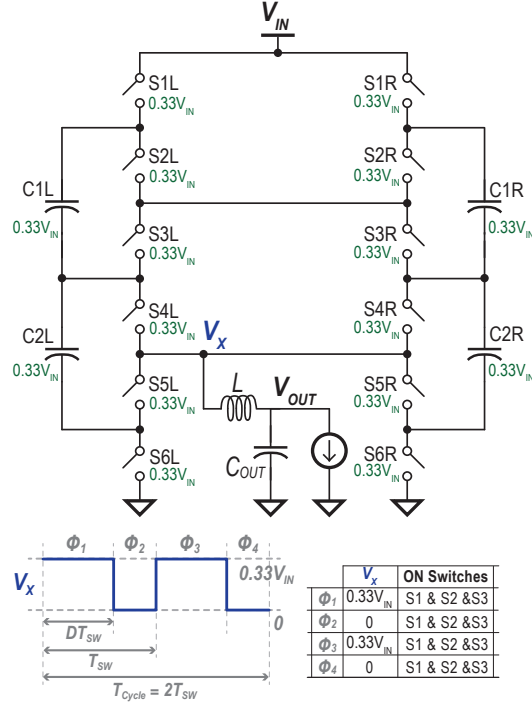 V_IN
S1L
0.33V_IN
S1R
0.33V_IN
S2L
0.33V_IN
S2R
0.33V_IN
C1L
0.33V_IN
C1R
0.33V_IN
S3L
0.33V_IN
S3R
0.33V_IN
S4L
0.33V_IN
S4R
0.33V_IN
V_X
C2L
0.33V_IN
C2R
0.33V_IN
S5L
0.33V_IN
S5R
0.33V_IN
L
V_OUT
S6L
0.33V_IN
C_OUT
S6R
0.33V_IN
Φ1 Φ2 Φ3 Φ4
V_X
0.33V_IN
0
DT_SW
T_SW
T_Cycle = 2T_SW
V_X ON Switches
Φ1 0.33V_IN S1 & S2 &S3
Φ2 0 S1 & S2 &S3
Φ3 0.33V_IN S1 & S2 &S3
Φ4 0 S1 & S2 &S3